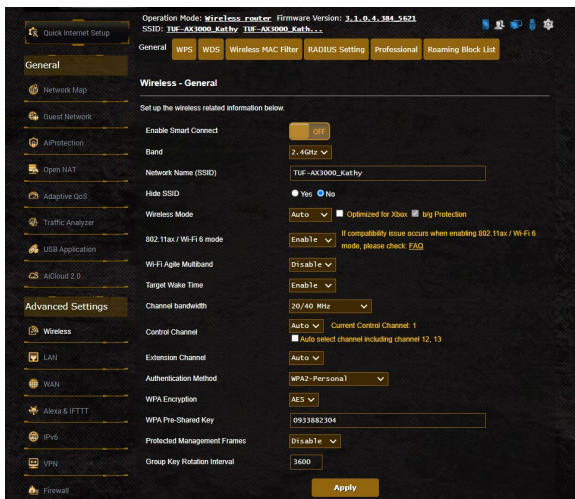 Operation Mode: Wireless router Firmware Version: 3.1.0.4.384_5621
SSID: TUF-AX3000_Kathy TUF-AX3000_Kath...
Quick Internet Setup
General
Network Map
Guest Network
AiProtection
Open NAT
Adaptive QoS
Traffic Analyzer
USB Application
AiCloud 2.0
Advanced Settings
Wireless
LAN
WAN
Alexa & IFTTT
IPv6
VPN
Firewall
General WPS WDS Wireless MAC Filter RADIUS Setting Professional Roaming Block List
Wireless - General
Set up the wireless related information below.
Enable Smart Connect OFF
Band 2.4GHz
Network Name (SSID) TUF-AX3000_Kathy
Hide SSID Yes No
Wireless Mode Auto Optimized for Xbox b/g Protection
802.11ax / Wi-Fi 6 mode Enable If compatibility issue occurs when enabling 802.11ax / Wi-Fi 6
mode, please check: FAQ
Wi-Fi Agile Multiband Disable
Target Wake Time Enable
Channel bandwidth 20/40 MHz
Control Channel Auto Current Control Channel: 1
Auto select channel including channel 12, 13
Extension Channel Auto
Authentication Method WPA2-Personal
WPA Encryption AES
WPA Pre-Shared Key 0933882304
Protected Management Frames Disable
Group Key Rotation Interval 3600
Apply